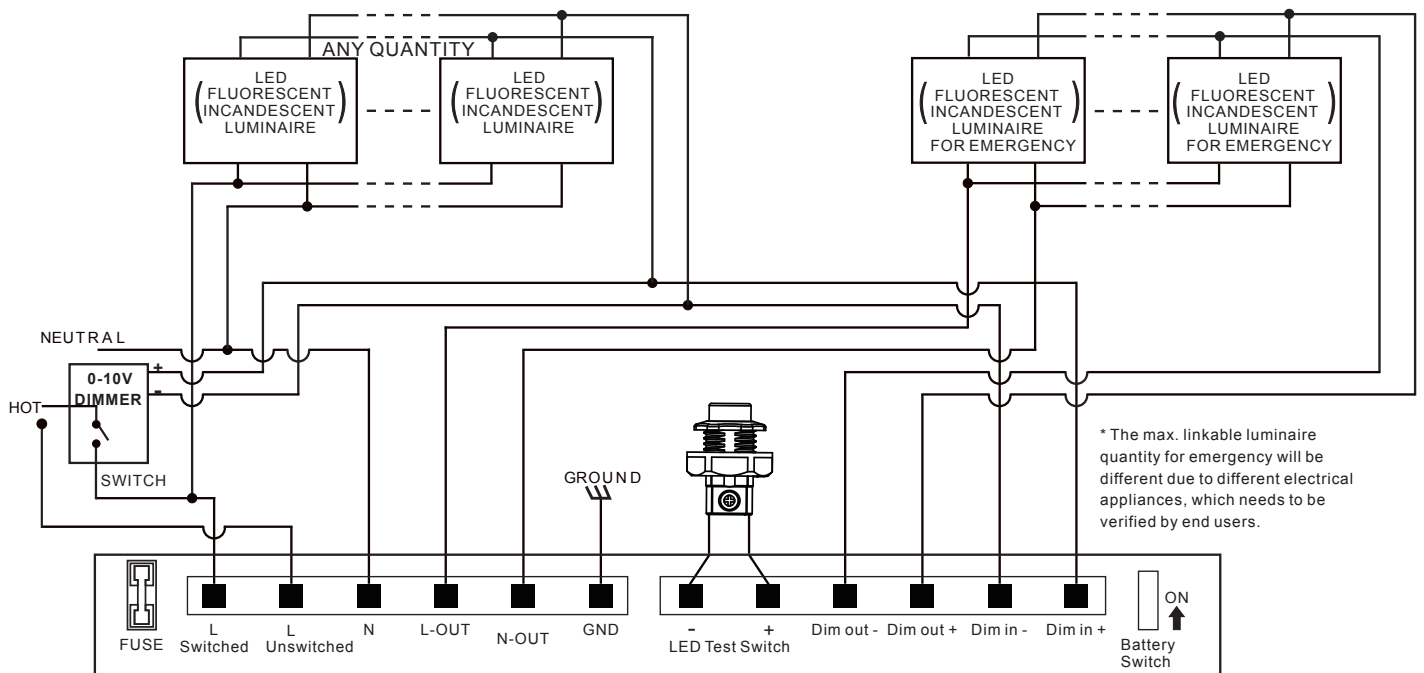 ANY QUANTITY
LED
FLUORESCENT
INCANDESCENT
LUMINAIRE
LED
FLUORESCENT
INCANDESCENT
LUMINAIRE
LED
FLUORESCENT
INCANDESCENT
LUMINAIRE
FOR EMERGENCY
LED
FLUORESCENT
INCANDESCENT
LUMINAIRE
FOR EMERGENCY
NEUTRAL
+
-
0-10V
DIMMER
HOT
SWITCH
GROUND
* The max. linkable luminaire
quantity for emergency will be
different due to different electrical
appliances, which needs to be
verified by end users.
FUSE
L
Switched
L
Unswitched
N
L-OUT
N-OUT
GND
- +
LED Test Switch
Dim out -
Dim out +
Dim in -
Dim in +
ON
Battery
Switch